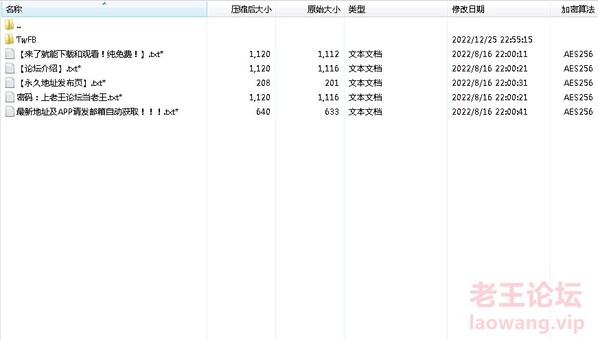 名称 压缩后大小 原始大小 类型 修改日期 加密算法
..
TwFB 2022/12/25 22:55:15
【来了就能下载和观看!纯免费!】.txt* 1,120 1,112 文本文档 2022/8/16 22:00:11 AES256
【论坛介绍】.txt* 1,120 1,116 文本文档 2022/8/16 22:00:21 AES256
【永久地址发布页】.txt* 208 201 文本文档 2022/8/16 22:00:31 AES256
密码:上老王论坛当老王.txt* 1,120 1,116 文本文档 2022/8/16 22:00:21 AES256
最新地址及APP请发邮箱自动获取!!!.txt* 640 633 文本文档 2022/8/16 22:00:41 AES256
老王论坛
laowang.vip